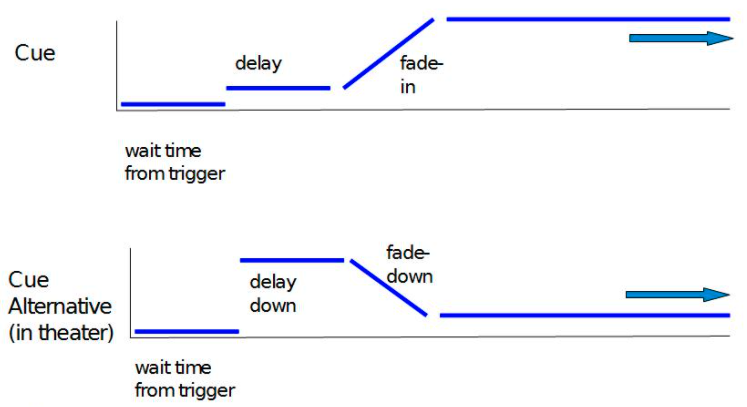 Cue
delay
fade-
in
wait time
from trigger
Cue
Alternative
(in theater)
fade-
down
delay
down
wait time
from trigger